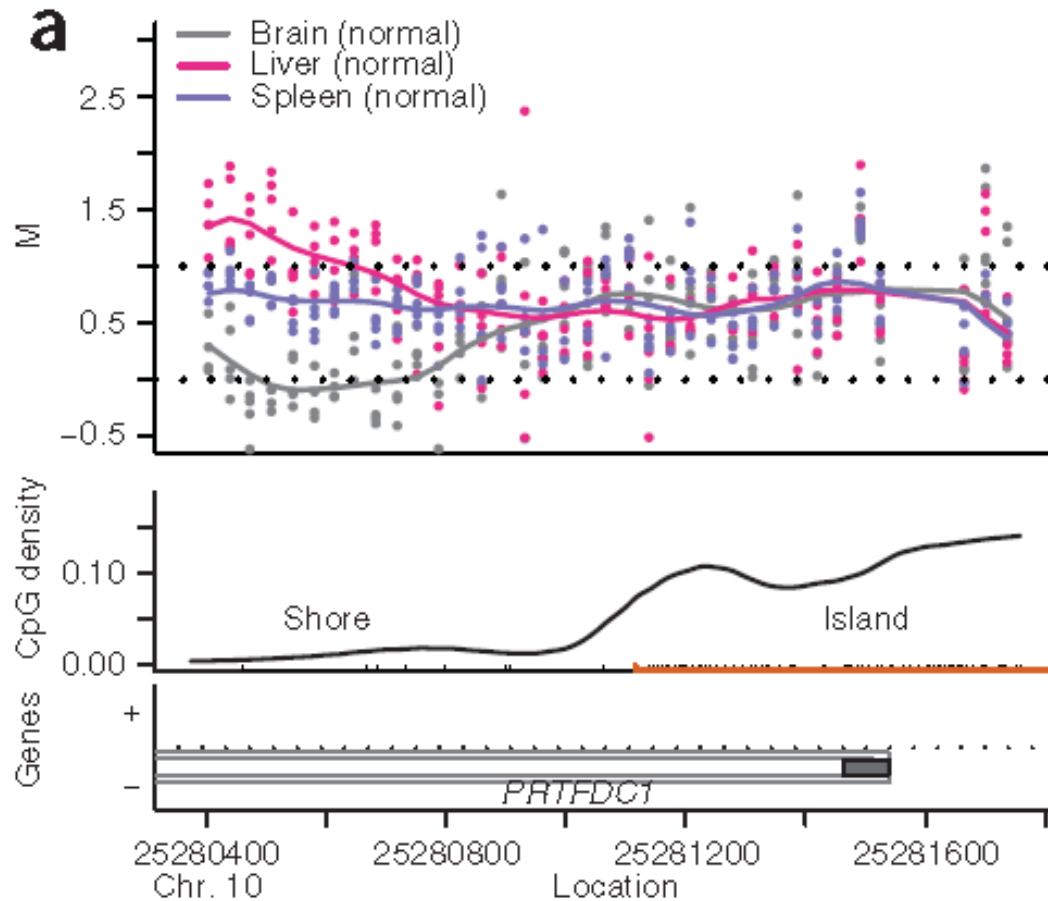 a
Brain (normal)
Liver (normal)
Spleen (normal)
M
2.5
1.5
0.5
−0.5
CpG density
0.10
0.00
Shore
Island
Genes
+
−
PRTFDC1
25280400 25280800 25281200 25281600
Chr. 10 Location